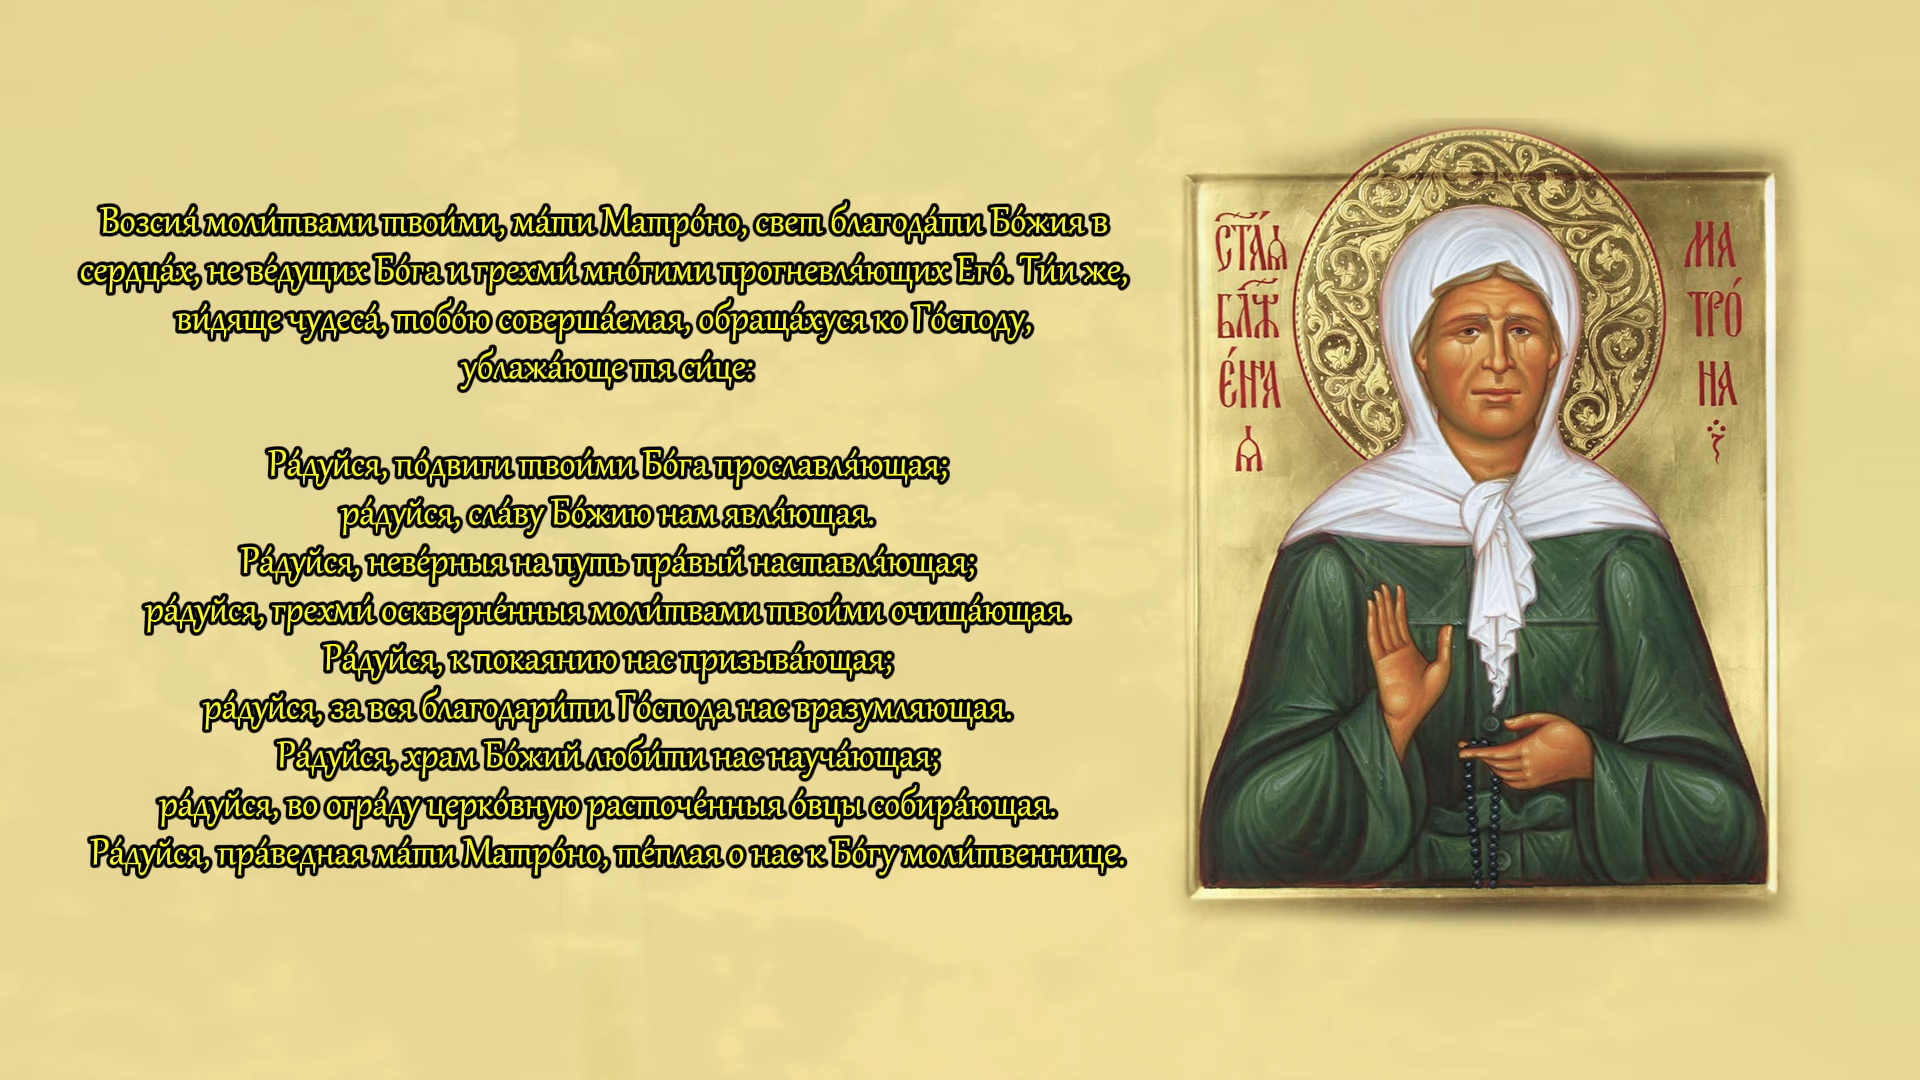 Возсия́ моли́твами твои́ми, ма́ти Матро́но, свет благода́ти Бо́жия в
сердца́х, не ве́дущих Бо́га и грехми́ мно́гими прогневля́ющих Его́. Ти́и же,
ви́дяще чудеса́, тобо́ю соверша́емая, обраща́хуся ко Го́споду,
ублажа́юще тя си́це:
Ра́дуйся, по́двиги твои́ми Бо́га прославля́ющая;
ра́дуйся, сла́ву Бо́жию нам явля́ющая.
Ра́дуйся, неве́рныя на путь пра́вый наставля́ющая;
ра́дуйся, грехми́ оскверне́нныя моли́твами твои́ми очища́ющая.
Ра́дуйся, к покаянию нас призыва́ющая;
ра́дуйся, за вся благодари́ти Го́спода нас вразумляющая.
Ра́дуйся, храм Бо́жий люби́ти нас науча́ющая;
ра́дуйся, во огра́ду церко́вную расточе́нныя о́вцы собира́ющая.
Ра́дуйся, пра́ведная ма́ти Матро́но, те́плая о нас к Бо́гу моли́твеннице.
СТА́Ѧ
БЛ҃Ж
Е́ННА
Ѧ
МА
ТРО́
НА